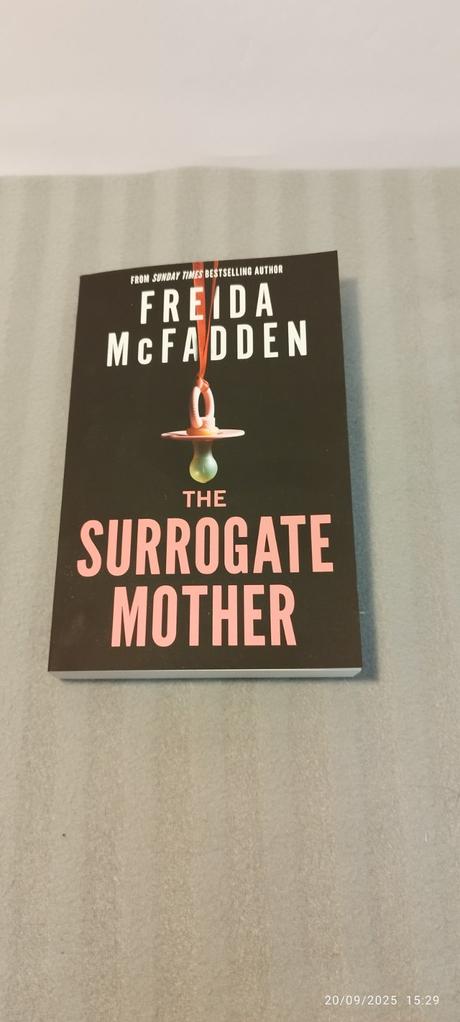 FROM SUNDAY TIMES BESTSELLING AUTHOR
FREIDA
McFADDEN
THE
SURROGATE
MOTHER
20/09/2025 15:29